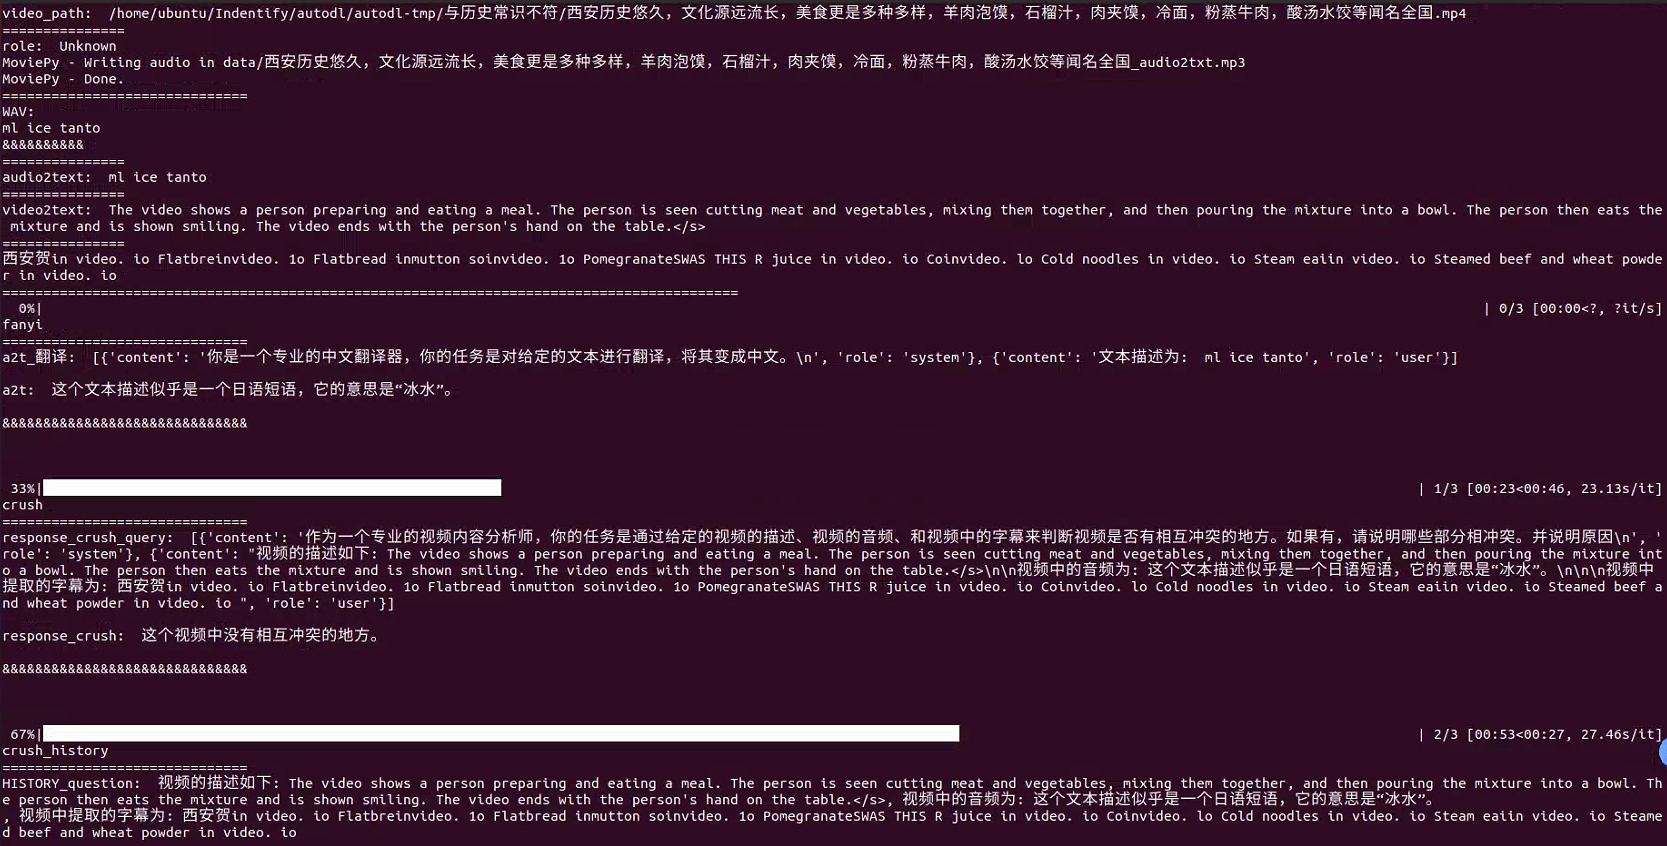 video_path:  /home/ubuntu/Indentify/autodl/autodl-tmp/与历史常识不符/西安历史悠久，文化源远流长，美食更是多种多样，羊肉泡馍，石榴汁，肉夹馍，冷面，粉蒸牛肉，酸汤水饺等闻名全国.mp4
===============
role:  Unknown
MoviePy - Writing audio in data/西安历史悠久，文化源远流长，美食更是多种多样，羊肉泡馍，石榴汁，肉夹馍，冷面，粉蒸牛肉，酸汤水饺等闻名全国_audio2txt.mp3
MoviePy - Done.
==============================
WAV:
ml ice tanto
&&&&&&&&&&
===============
audio2text:  ml ice tanto
===============
video2text:  The video shows a person preparing and eating a meal. The person is seen cutting meat and vegetables, mixing them together, and then pouring the mixture into a bowl. The person then eats the
 mixture and is shown smiling. The video ends with the person's hand on the table.</s>
===============
西安贺in video. io Flatbreinvideo. 1o Flatbread inmutton soinvideo. 1o PomegranateSWAS THIS R juice in video. io Coinvideo. lo Cold noodles in video. io Steam eaiin video. io Steamed beef and wheat powde
r in video. io
==========================================================================================
  0%|                                                                                | 0/3 [00:00<?, ?it/s]
fanyi
==============================
a2t_翻译:  [{'content': '你是一个专业的中文翻译器，你的任务是对给定的文本进行翻译，将其变成中文。\n', 'role': 'system'}, {'content': '文本描述为:  ml ice tanto', 'role': 'user'}]
a2t:  这个文本描述似乎是一个日语短语，它的意思是“冰水”。
&&&&&&&&&&&&&&&&&&&&&&&&&&&&&&
 33%|                                                                                | 1/3 [00:23<00:46, 23.13s/it]
crush
==============================
response_crush_query:  [{'content': '作为一个专业的视频内容分析师，你的任务是通过给定的视频的描述、视频的音频、和视频中的字幕来判断视频是否有相互冲突的地方。如果有，请说明哪些部分相冲突。并说明原因\n', '
role': 'system'}, {'content': "视频的描述如下: The video shows a person preparing and eating a meal. The person is seen cutting meat and vegetables, mixing them together, and then pouring the mixture int
o a bowl. The person then eats the mixture and is shown smiling. The video ends with the person's hand on the table.</s>\n\n视频中的音频为: 这个文本描述似乎是一个日语短语，它的意思是“冰水”。\n\n\n视频中
提取的字幕为: 西安贺in video. io Flatbreinvideo. 1o Flatbread inmutton soinvideo. 1o PomegranateSWAS THIS R juice in video. io Coinvideo. lo Cold noodles in video. io Steam eaiin video. io Steamed beef a
nd wheat powder in video. io ", 'role': 'user'}]
response_crush:  这个视频中没有相互冲突的地方。
&&&&&&&&&&&&&&&&&&&&&&&&&&&&&&
 67%|                                                                                | 2/3 [00:53<00:27, 27.46s/it]
crush_history
==============================
HISTORY_question:  视频的描述如下: The video shows a person preparing and eating a meal. The person is seen cutting meat and vegetables, mixing them together, and then pouring the mixture into a bowl. Th
e person then eats the mixture and is shown smiling. The video ends with the person's hand on the table.</s>, 视频中的音频为: 这个文本描述似乎是一个日语短语，它的意思是“冰水”。
, 视频中提取的字幕为: 西安贺in video. io Flatbreinvideo. 1o Flatbread inmutton soinvideo. 1o PomegranateSWAS THIS R juice in video. io Coinvideo. lo Cold noodles in video. io Steam eaiin video. io Steame
d beef and wheat powder in video. io